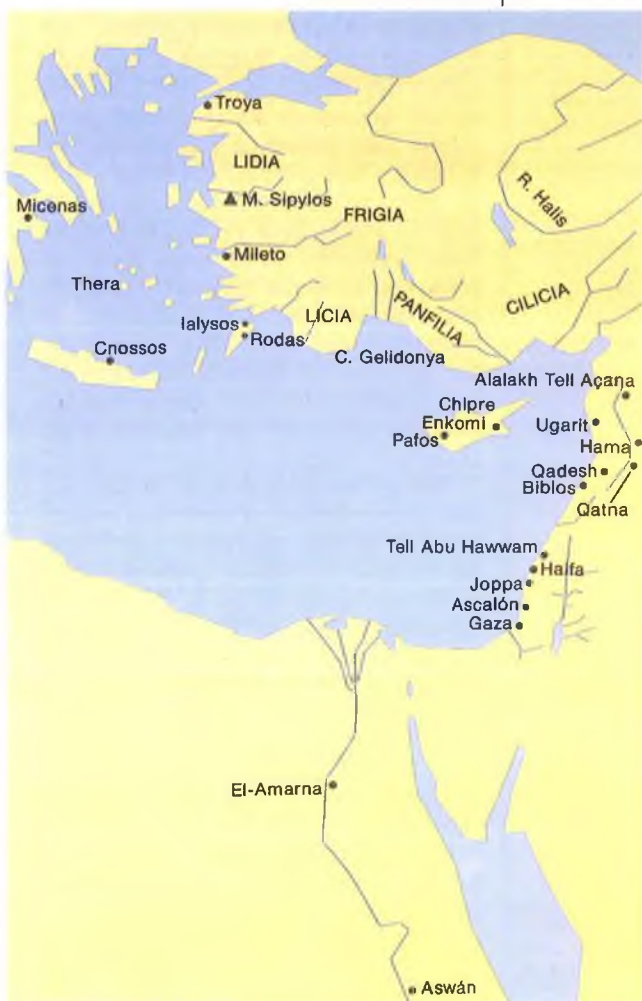 Troya
LIDIA
M. Sipylos
R. Halis
Micenas
FRIGIA
Mileto
Thera
CILICIA
PANFILIA
LICIA
Ialysos
Rodas
Cnossos
C. Gelidonya
Alalakh Tell Açana
Chipre
Enkomi
Ugarit
Pafos
Hama
Qadesh
Biblos
Qatna
Tell Abu Hawwam
Haifa
Joppa
Ascalón
Gaza
El-Amarna
Aswán